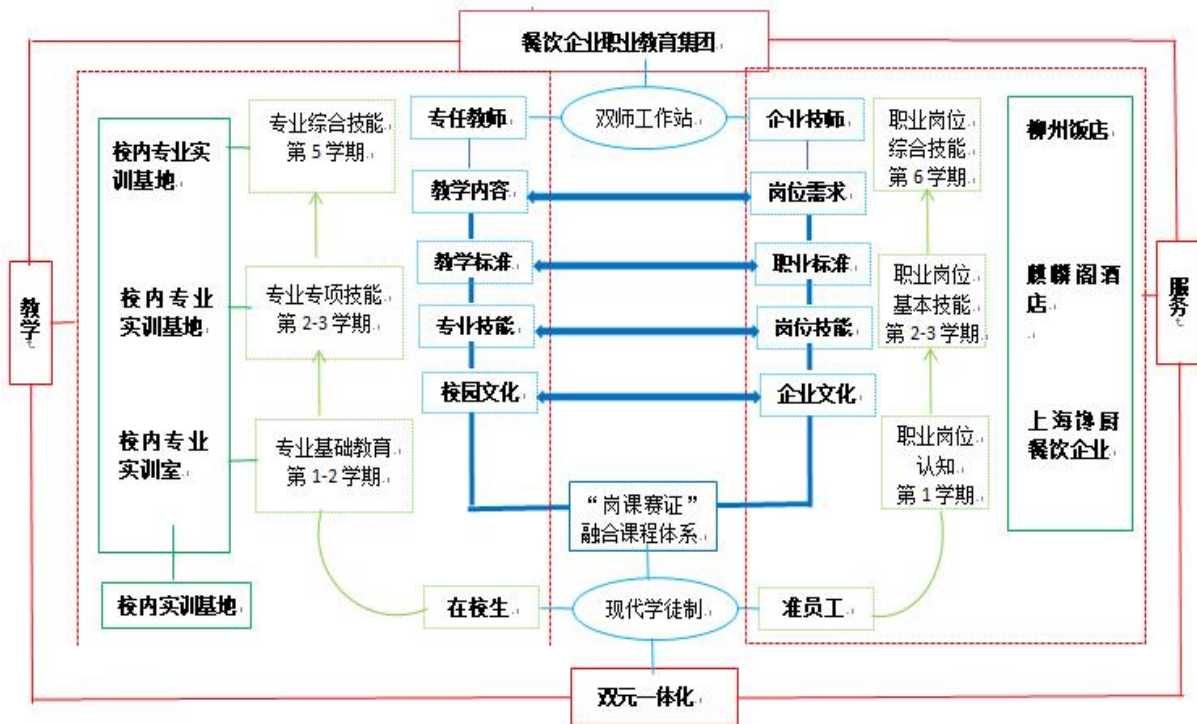 餐饮企业职业教育集团
双师工作站
专任教师
企业技师
教学内容
岗位需求
教学标准
职业标准
专业技能
岗位技能
校园文化
企业文化
“岗课赛证”
融合课程体系
在校生
现代学徒制
准员工
双元一体化
教学
校内专业实
训基地
校内专业
实训基地
校内专业
实训室
校内实训基地
专业综合技能
第 5 学期
专业专项技能
第 2-3 学期
专业基础教育
第 1-2 学期
职业岗位
综合技能
第 6 学期
职业岗位
基本技能
第 2-3 学期
职业岗位
认知
第 1 学期
柳州饭店
麒麟阁酒
店
上海馋厨
餐饮企业
服务